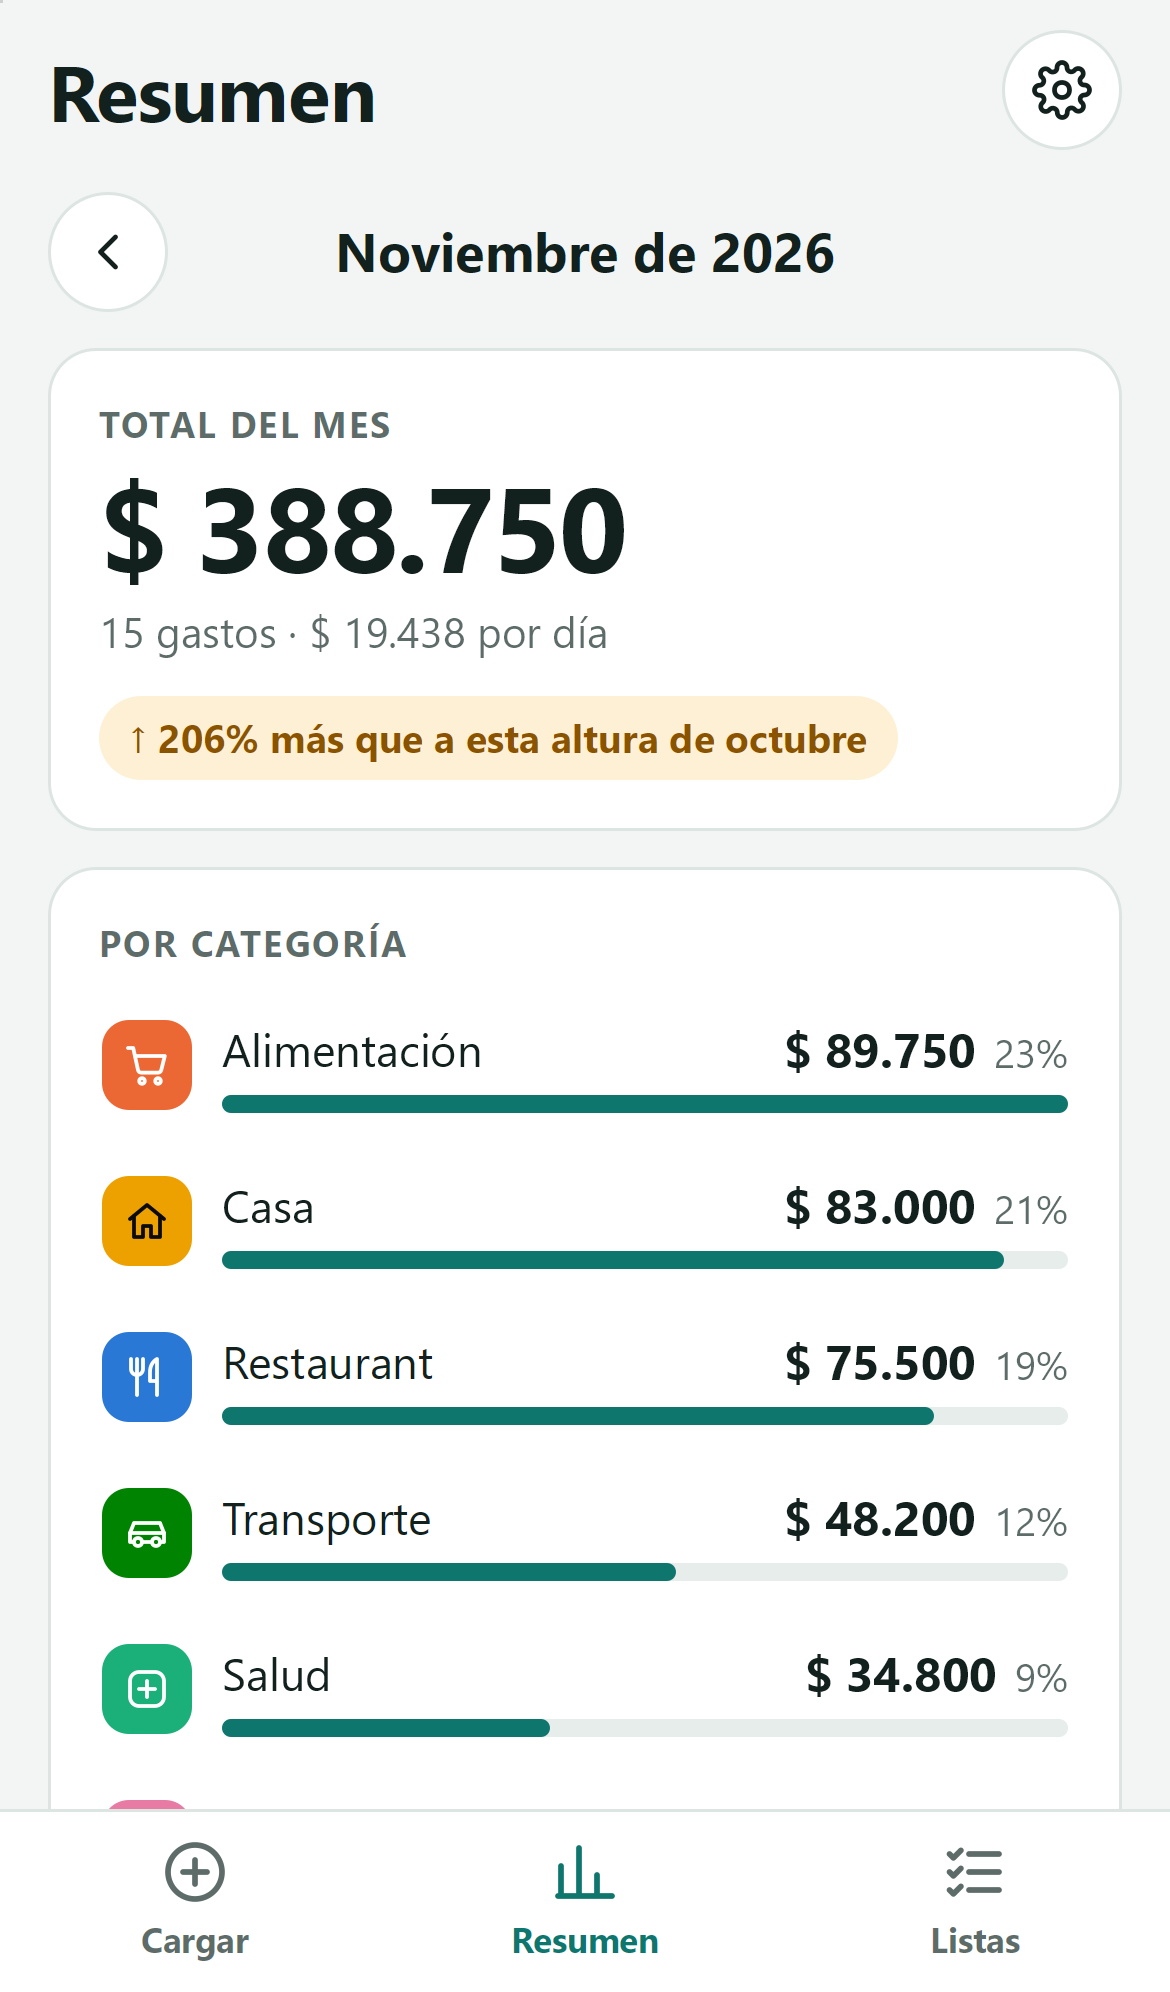 Resumen
Noviembre de 2026
TOTAL DEL MES
$ 388.750
15 gastos · $ 19.438 por día
↑ 206% más que a esta altura de octubre
POR CATEGORÍA
Alimentación $ 89.750 23%
Casa $ 83.000 21%
Restaurant $ 75.500 19%
Transporte $ 48.200 12%
Salud $ 34.800 9%
Cargar Resumen Listas